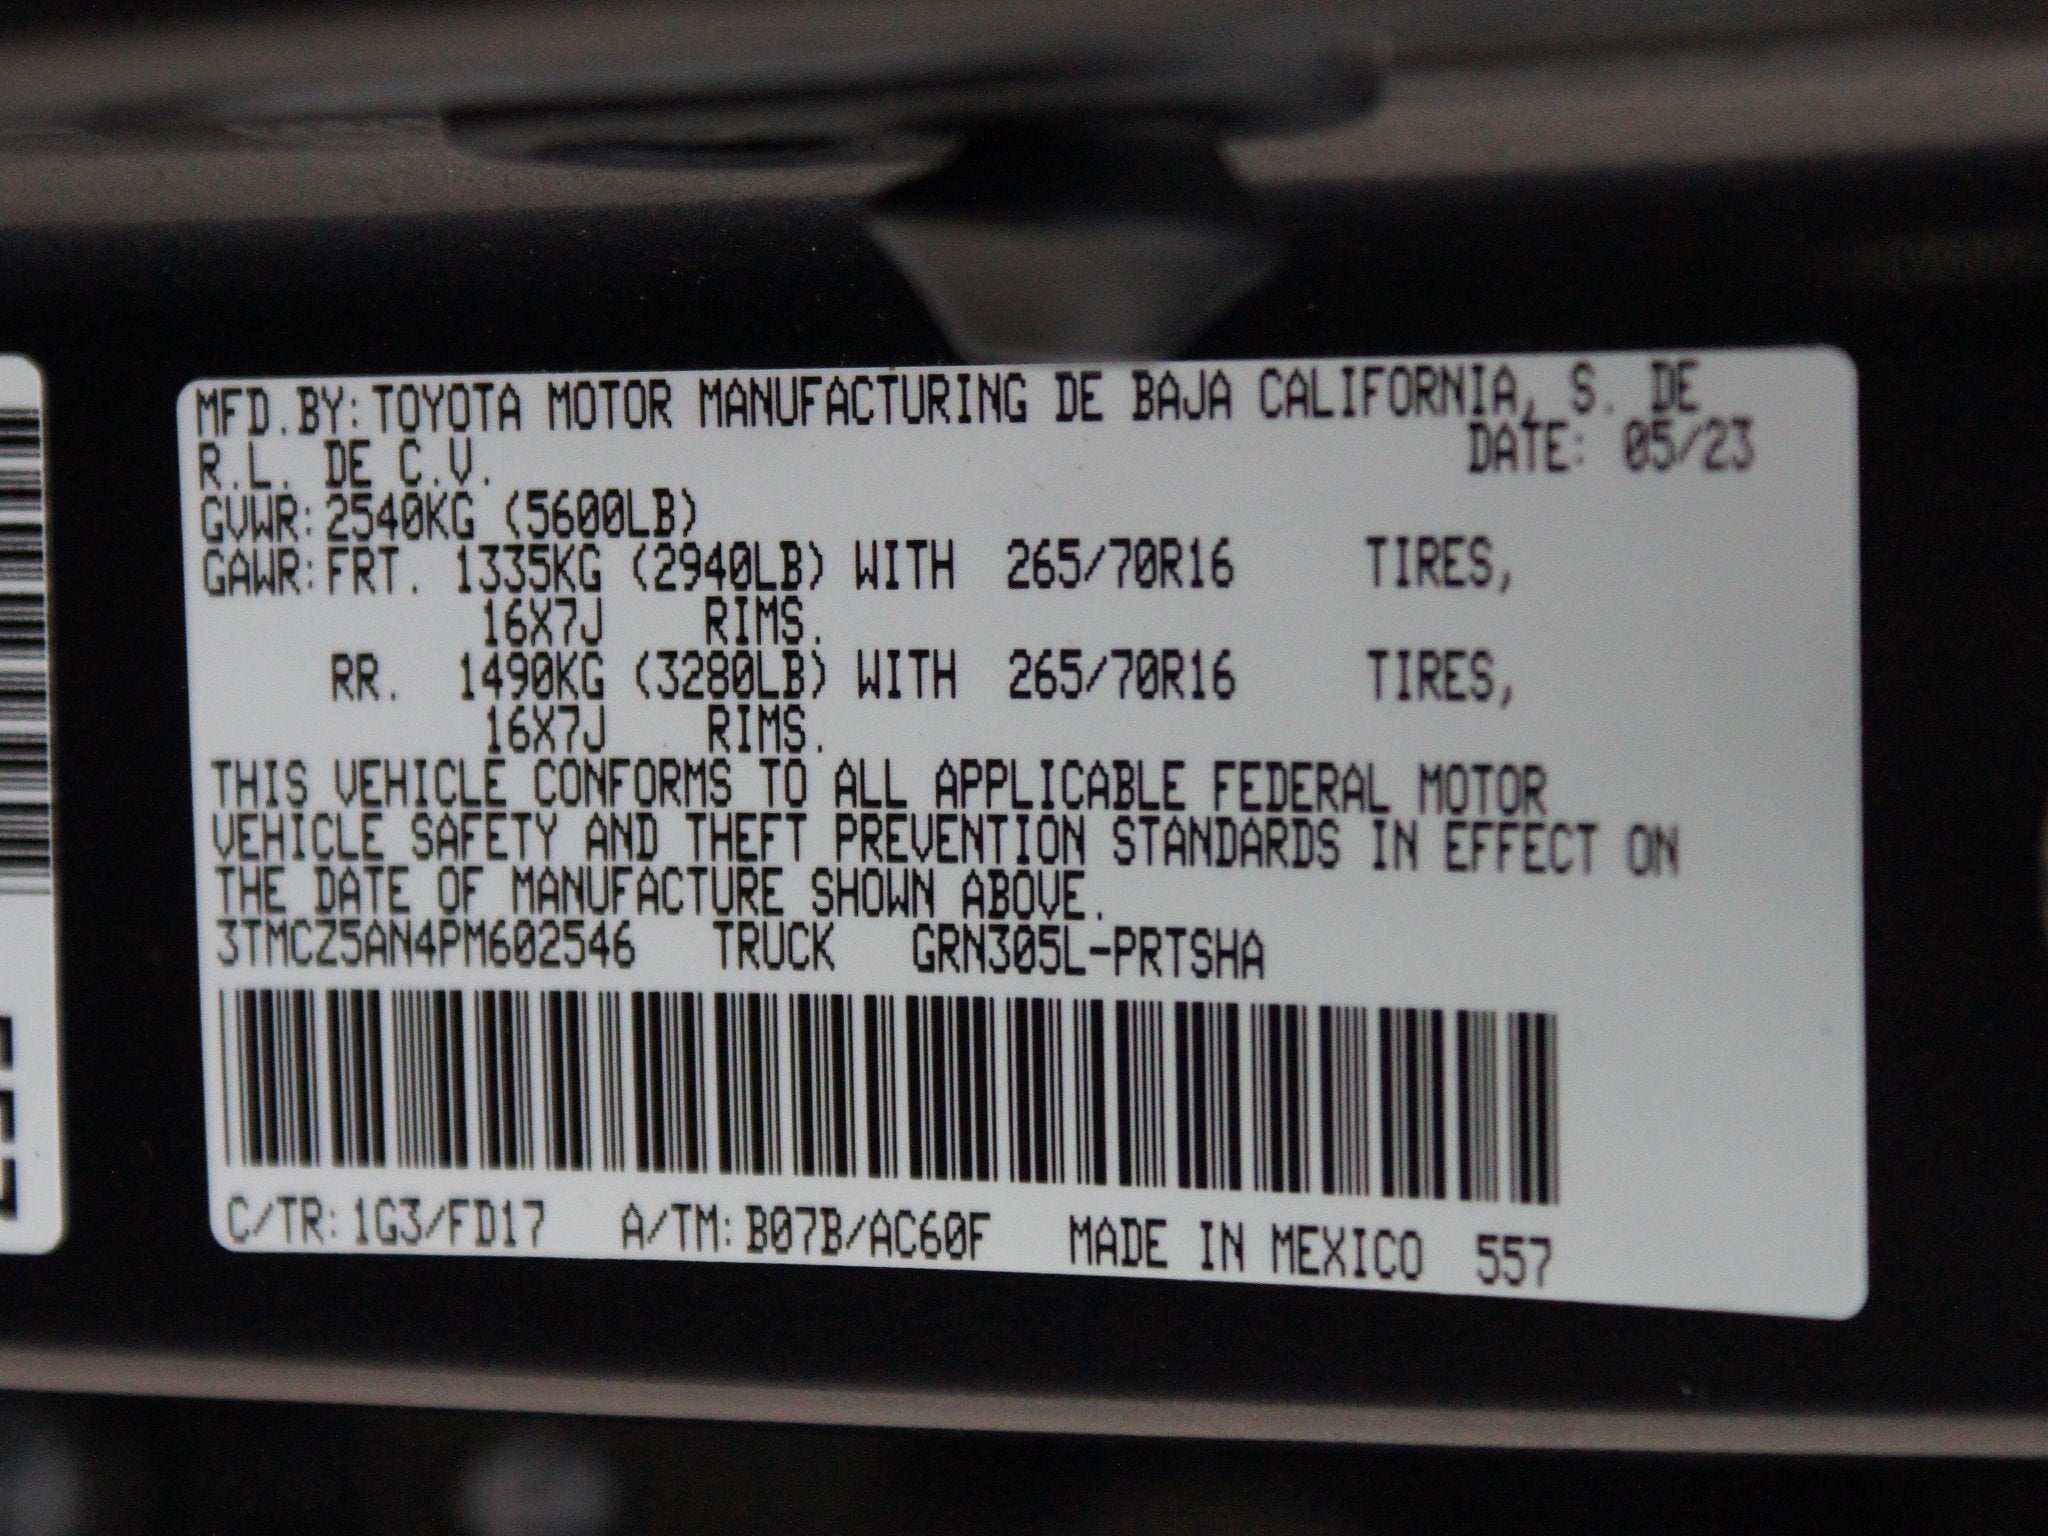 MFD.BY:TOYOTA MOTOR MANUFACTURING DE BAJA CALIFORNIA, S. DE
R.L. DE C.V. DATE: 05/23
GVWR:2540KG (5600LB)
GAWR:FRT. 1335KG (2940LB) WITH 265/70R16 TIRES,
16X7J RIMS.
RR. 1490KG (3280LB) WITH 265/70R16 TIRES,
16X7J RIMS.
THIS VEHICLE CONFORMS TO ALL APPLICABLE FEDERAL MOTOR
VEHICLE SAFETY AND THEFT PREVENTION STANDARDS IN EFFECT ON
THE DATE OF MANUFACTURE SHOWN ABOVE.
3TMCZ5AN4PM602546 TRUCK GRN305L-PRTSHA
C/TR:1G3/FD17 A/TM:B07B/AC60F MADE IN MEXICO 557